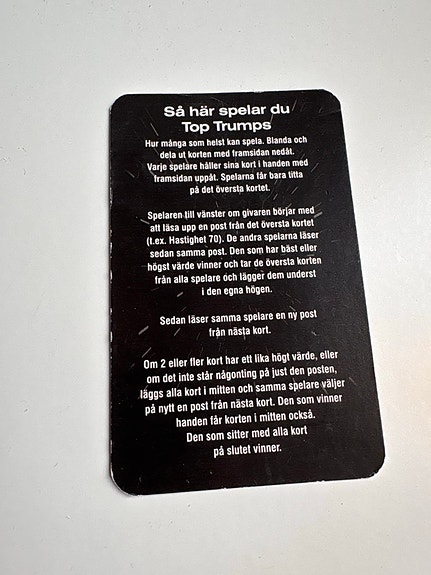 Så här spelar du
Top Trumps
Hur många som helst kan spela. Blanda och
dela ut korten med framsidan nedåt.
Varje spelare håller sina kort i handen med
framsidan uppåt. Spelarna får bara titta
på det översta kortet.
Spelaren till vänster om givaren börjar med
att läsa upp en post från det översta kortet
(t.ex. Hastighet 70). De andra spelarna läser
sedan samma post. Den som har bäst eller
högst värde vinner och tar de översta korten
från alla spelare och lägger dem underst
i den egna högen.
Sedan läser samma spelare en ny post
från nästa kort.
Om 2 eller fler kort har ett lika högt värde, eller
om det inte står någonting på just den posten,
läggs alla kort i mitten och samma spelare väljer
på nytt en post från nästa kort. Den som vinner
handen får korten i mitten också.
Den som sitter med alla kort
på slutet vinner.